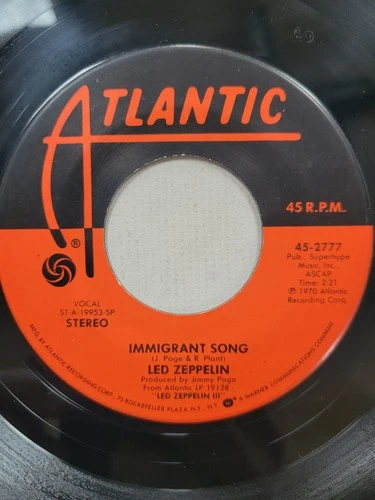 ATLANTIC
®
45 R.P.M.
45-2777
Pub., Superhype
Music, Inc.,
ASCAP
Time: 2:21
℗ 1970 Atlantic
Recording Corp.
VOCAL
ST-A-19953-SP
STEREO
IMMIGRANT SONG
(J. Page & R. Plant)
LED ZEPPELIN
Produced by Jimmy Page
From Atlantic LP 19128
"LED ZEPPELIN III"
MFG. BY ATLANTIC RECORDING CORP., 75 ROCKEFELLER PLAZA, N.Y., N.Y. W A WARNER COMMUNICATIONS COMPANY